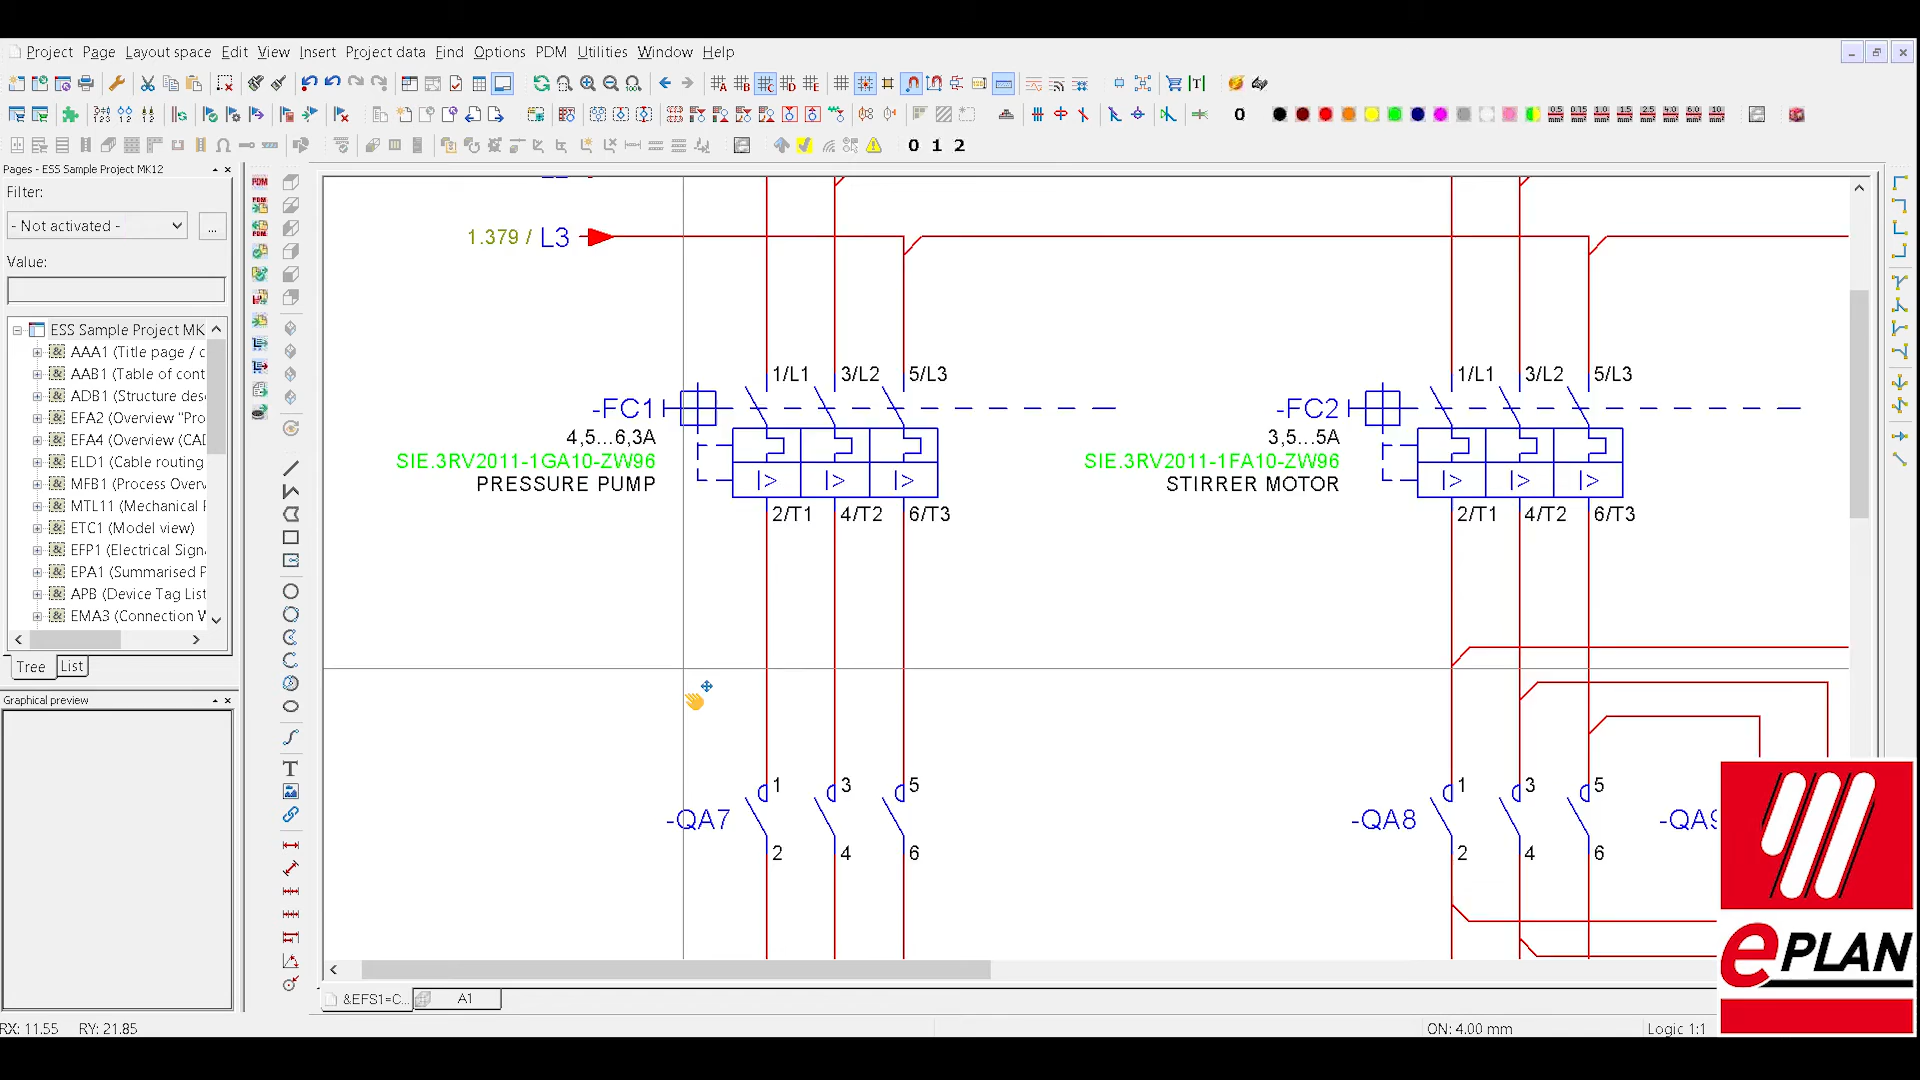 Project Page Layout space Edit View Insert Project data Find Options PDM Utilities Window Help
0 1 2
Pages - ESS Sample Project MK12
Filter:
- Not activated -
...
Value:
ESS Sample Project MK
AAA1 (Title page / c
AAB1 (Table of cont
ADB1 (Structure des
EFA2 (Overview "Pro
EFA4 (Overview (CAD
ELD1 (Cable routing
MFB1 (Process Overv
MTL11 (Mechanical P
ETC1 (Model view)
EFP1 (Electrical Sign
EPA1 (Summarised P
APB (Device Tag List
EMA3 (Connection W
Tree List
Graphical preview
1.379 / L3
1/L1 3/L2 5/L3
-FC1
4,5...6,3A
SIE.3RV2011-1GA10-ZW96
PRESSURE PUMP
I> I> I>
2/T1 4/T2 6/T3
1/L1 3/L2 5/L3
-FC2
3,5...5A
SIE.3RV2011-1FA10-ZW96
STIRRER MOTOR
I> I> I>
2/T1 4/T2 6/T3
1 3 5
-QA7
2 4 6
1 3 5
-QA8
2 4 6
-QA9
ePLAN
&EFS1=C... A1
RX: 11.55 RY: 21.85
ON: 4.00 mm
Logic 1:1